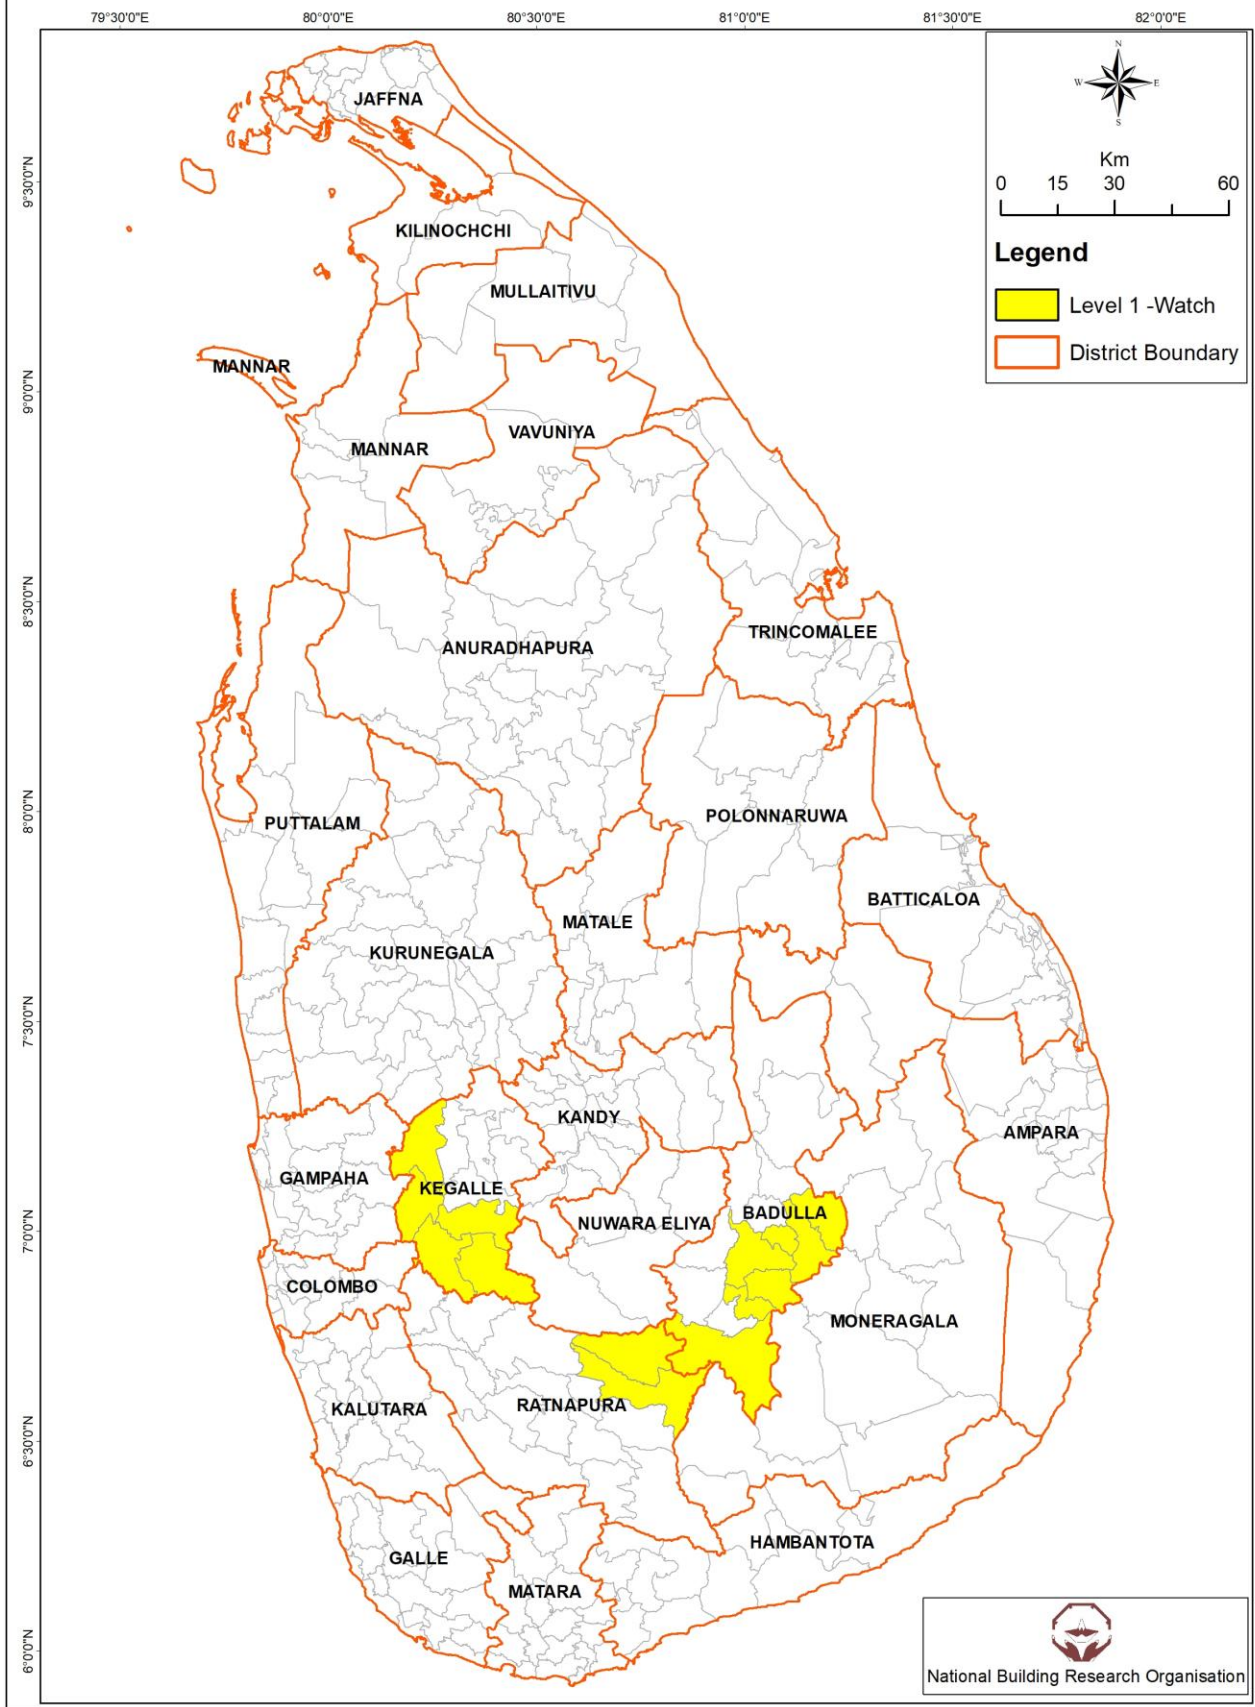 79°30'0"E 80°0'0"E 80°30'0"E 81°0'0"E 81°30'0"E 82°0'0"E
N
W E
S
Km
0 15 30 60
Legend
Level 1 -Watch
District Boundary
9°30'0"N
9°0'0"N
8°30'0"N
8°0'0"N
7°30'0"N
7°0'0"N
6°30'0"N
6°0'0"N
JAFFNA
KILINOCHCHI
MULLAITIVU
MANNAR
VAVUNIYA
MANNAR
TRINCOMALEE
ANURADHAPURA
POLONNARUWA
PUTTALAM
BATTICALOA
MATALE
KURUNEGALA
KANDY
AMPARA
GAMPAHA
KEGALLE
BADULLA
NUWARA ELIYA
COLOMBO
MONERAGALA
RATNAPURA
KALUTARA
HAMBANTOTA
GALLE
MATARA
National Building Research Organisation